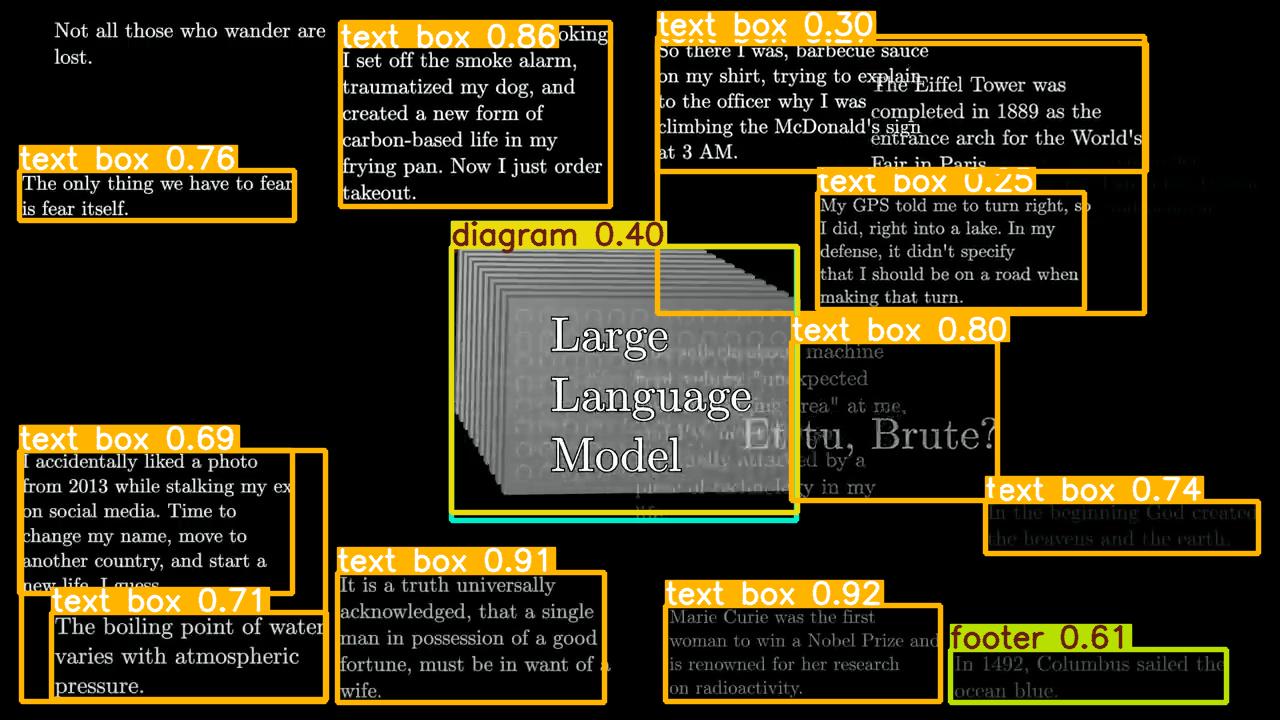 Not all those who wander are
lost.
text box 0.86
oking
I set off the smoke alarm,
traumatized my dog, and
created a new form of
carbon-based life in my
frying pan. Now I just order
takeout.
text box 0.30
So there I was, barbecue sauce
on my shirt, trying to explain
to the officer why I was
climbing the McDonald's sign
at 3 AM.
The Eiffel Tower was
completed in 1889 as the
entrance arch for the World's
Fair in Paris.
text box 0.76
The only thing we have to fear
is fear itself.
text box 0.25
My GPS told me to turn right, so
I did, right into a lake. In my
defense, it didn't specify
that I should be on a road when
making that turn.
diagram 0.40
Large
Language
Model
text box 0.80
machine
"unexpected
area" at me,
by a
of technology in my
life.
Et tu, Brute?
text box 0.69
I accidentally liked a photo
from 2013 while stalking my ex
on social media. Time to
change my name, move to
another country, and start a
new life, I guess.
text box 0.71
The boiling point of water
varies with atmospheric
pressure.
text box 0.91
It is a truth universally
acknowledged, that a single
man in possession of a good
fortune, must be in want of a
wife.
text box 0.74
In the beginning God created
the heavens and the earth.
text box 0.92
Marie Curie was the first
woman to win a Nobel Prize and
is renowned for her research
on radioactivity.
footer 0.61
In 1492, Columbus sailed the
ocean blue.